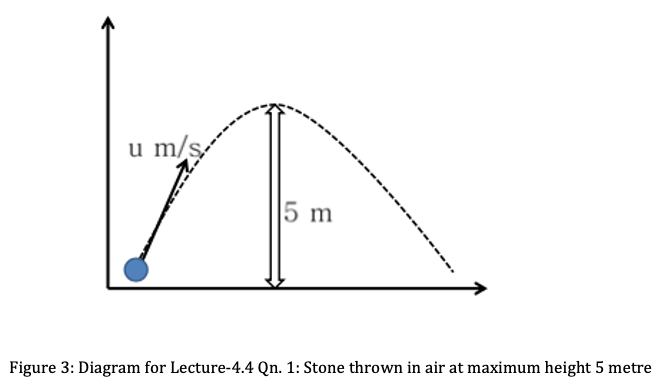 u m/s
5 m
Figure 3: Diagram for Lecture-4.4 Qn. 1: Stone thrown in air at maximum height 5 metre